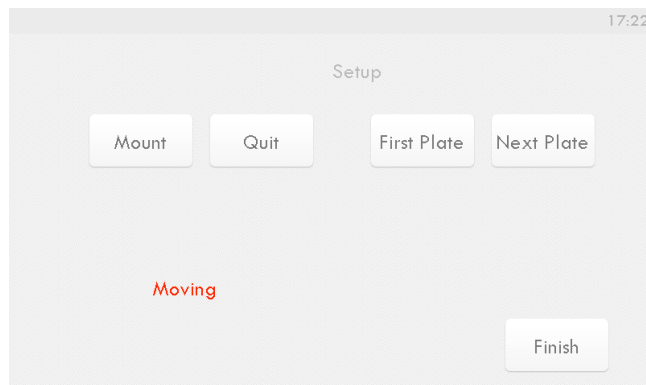 17:22
Setup
Mount Quit First Plate Next Plate
Moving
Finish